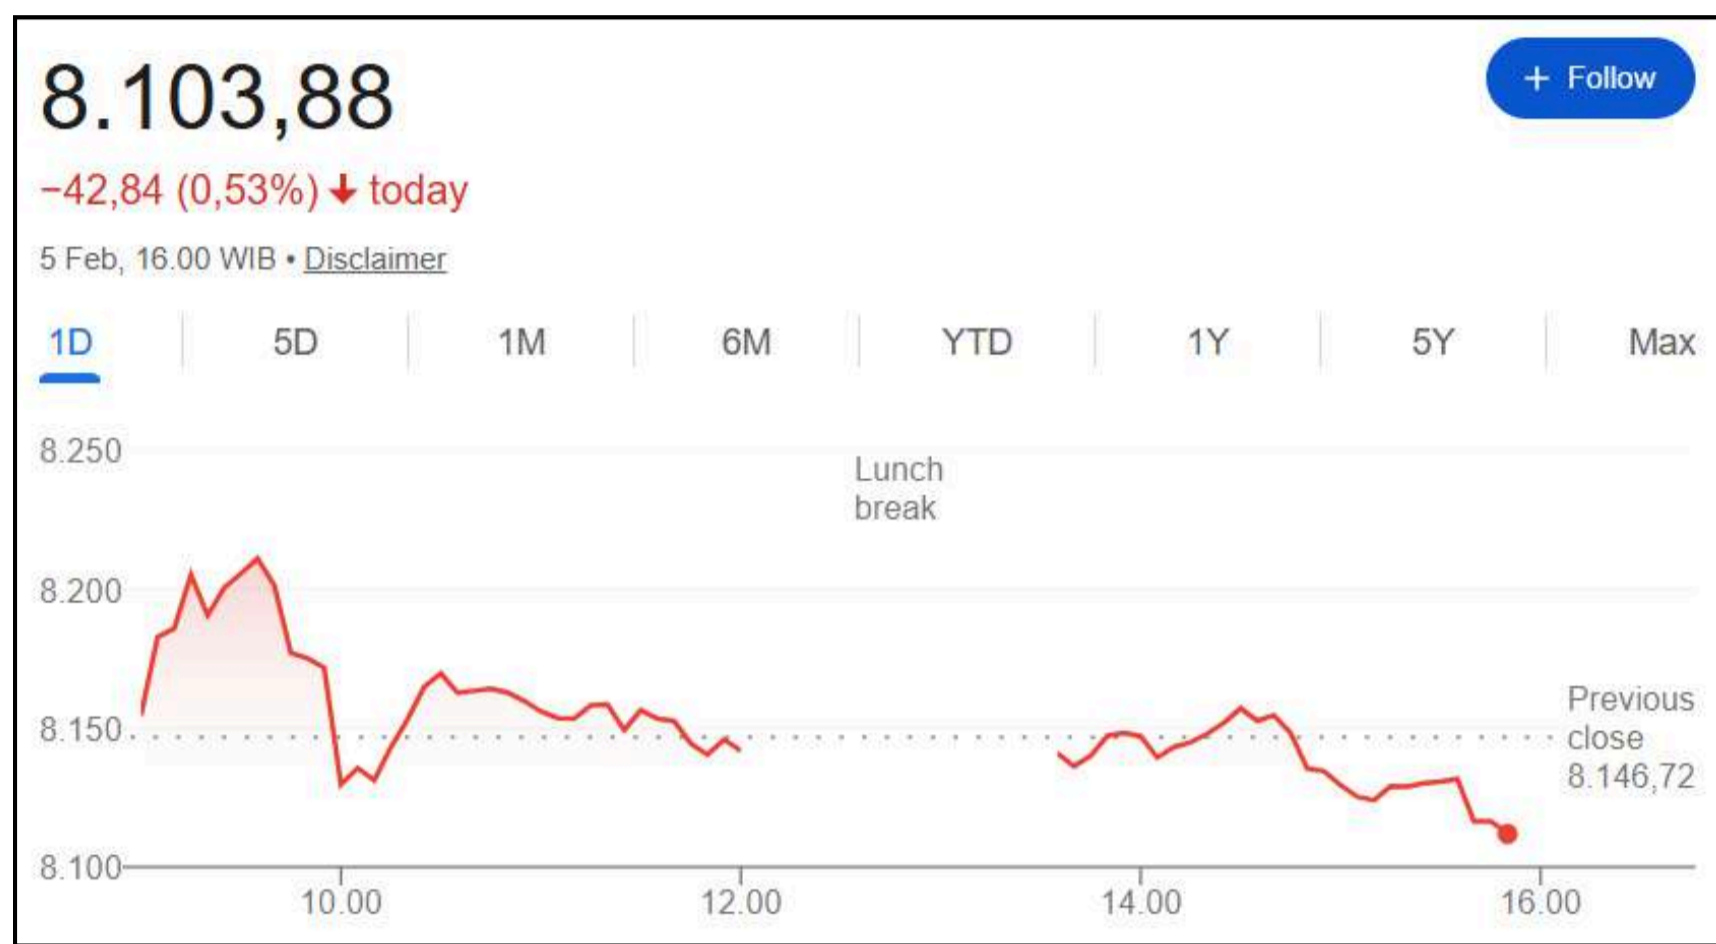 8.103,88
+ Follow
−42,84 (0,53%) ↓ today
5 Feb, 16.00 WIB • Disclaimer
1D 5D 1M 6M YTD 1Y 5Y Max
8.250
Lunch
break
8.200
8.150
Previous
close
8.146,72
8.100
10.00 12.00 14.00 16.00